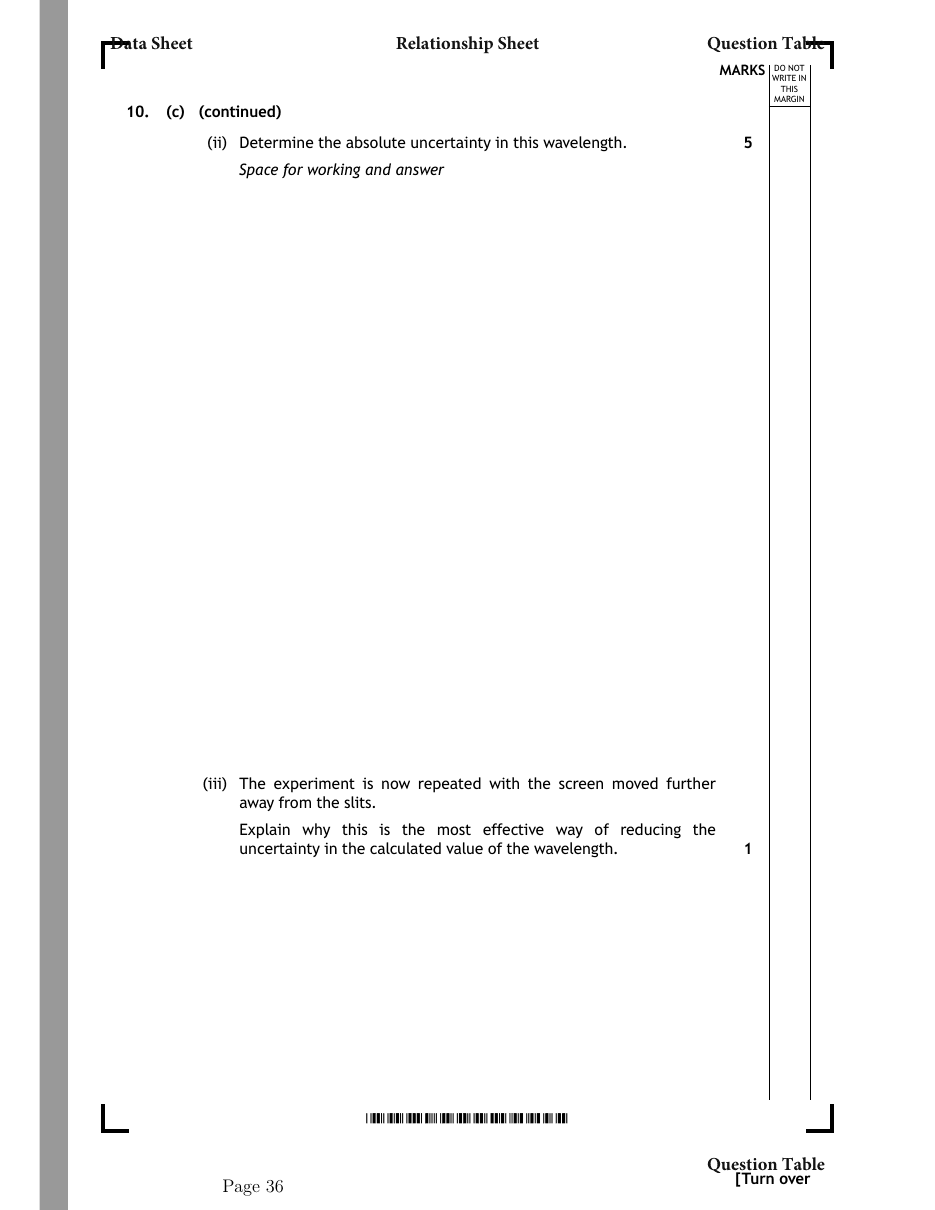 Data Sheet Relationship Sheet Question Table
MARKS
DO NOT
WRITE IN
THIS
MARGIN
10. (c) (continued)
(ii) Determine the absolute uncertainty in this wavelength. 5
Space for working and answer
(iii) The experiment is now repeated with the screen moved further
away from the slits.
Explain why this is the most effective way of reducing the
uncertainty in the calculated value of the wavelength. 1
Question Table
[Turn over
Page 36